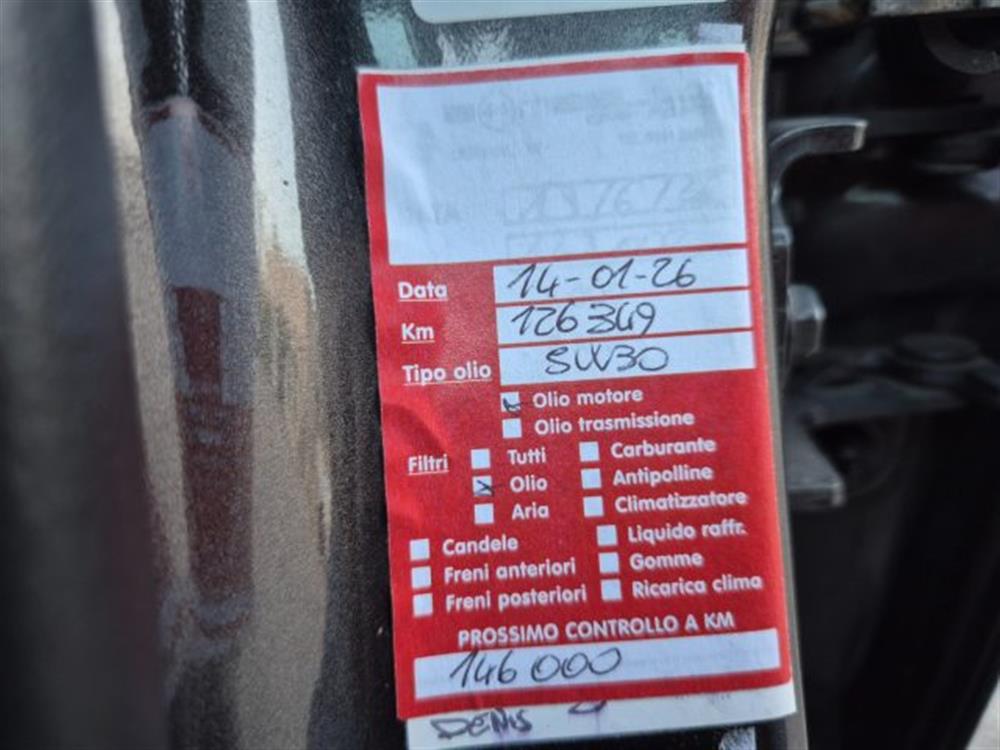 Data 14-01-26
Km 126349
Tipo olio 5W30
Olio motore
Olio trasmissione
Filtri Tutti Carburante
Olio Antipolline
Aria Climatizzatore
Candele Liquido raffr.
Freni anteriori Gomme
Freni posteriori Ricarica clima
PROSSIMO CONTROLLO A KM
146000
DENIS